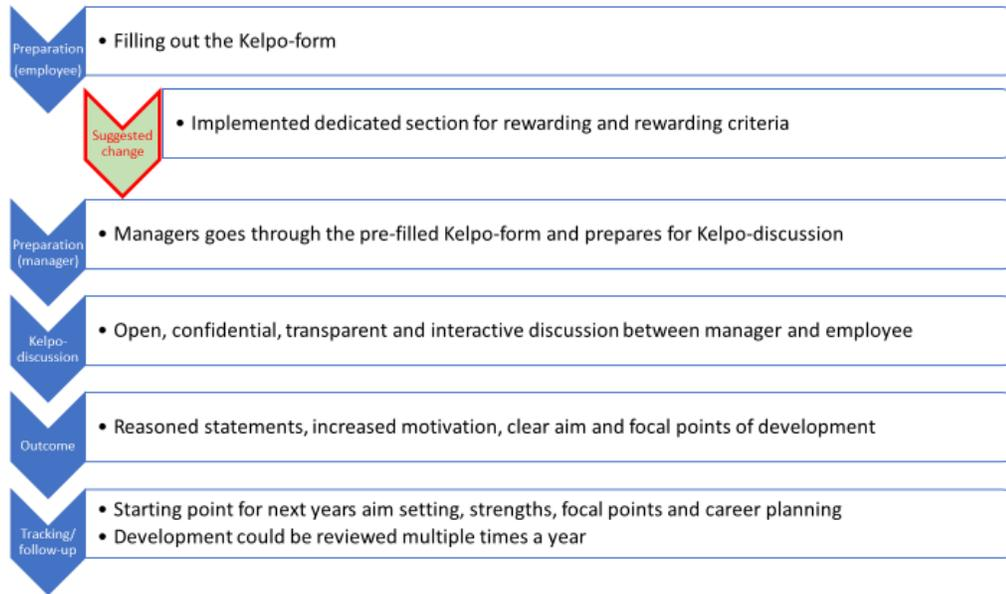 Preparation
(employee)
• Filling out the Kelpo-form
Suggested
change
• Implemented dedicated section for rewarding and rewarding criteria
Preparation
(manager)
• Managers goes through the pre-filled Kelpo-form and prepares for Kelpo-discussion
Kelpo-
discussion
• Open, confidential, transparent and interactive discussion between manager and employee
Outcome
• Reasoned statements, increased motivation, clear aim and focal points of development
Tracking/
follow-up
• Starting point for next years aim setting, strengths, focal points and career planning
• Development could be reviewed multiple times a year